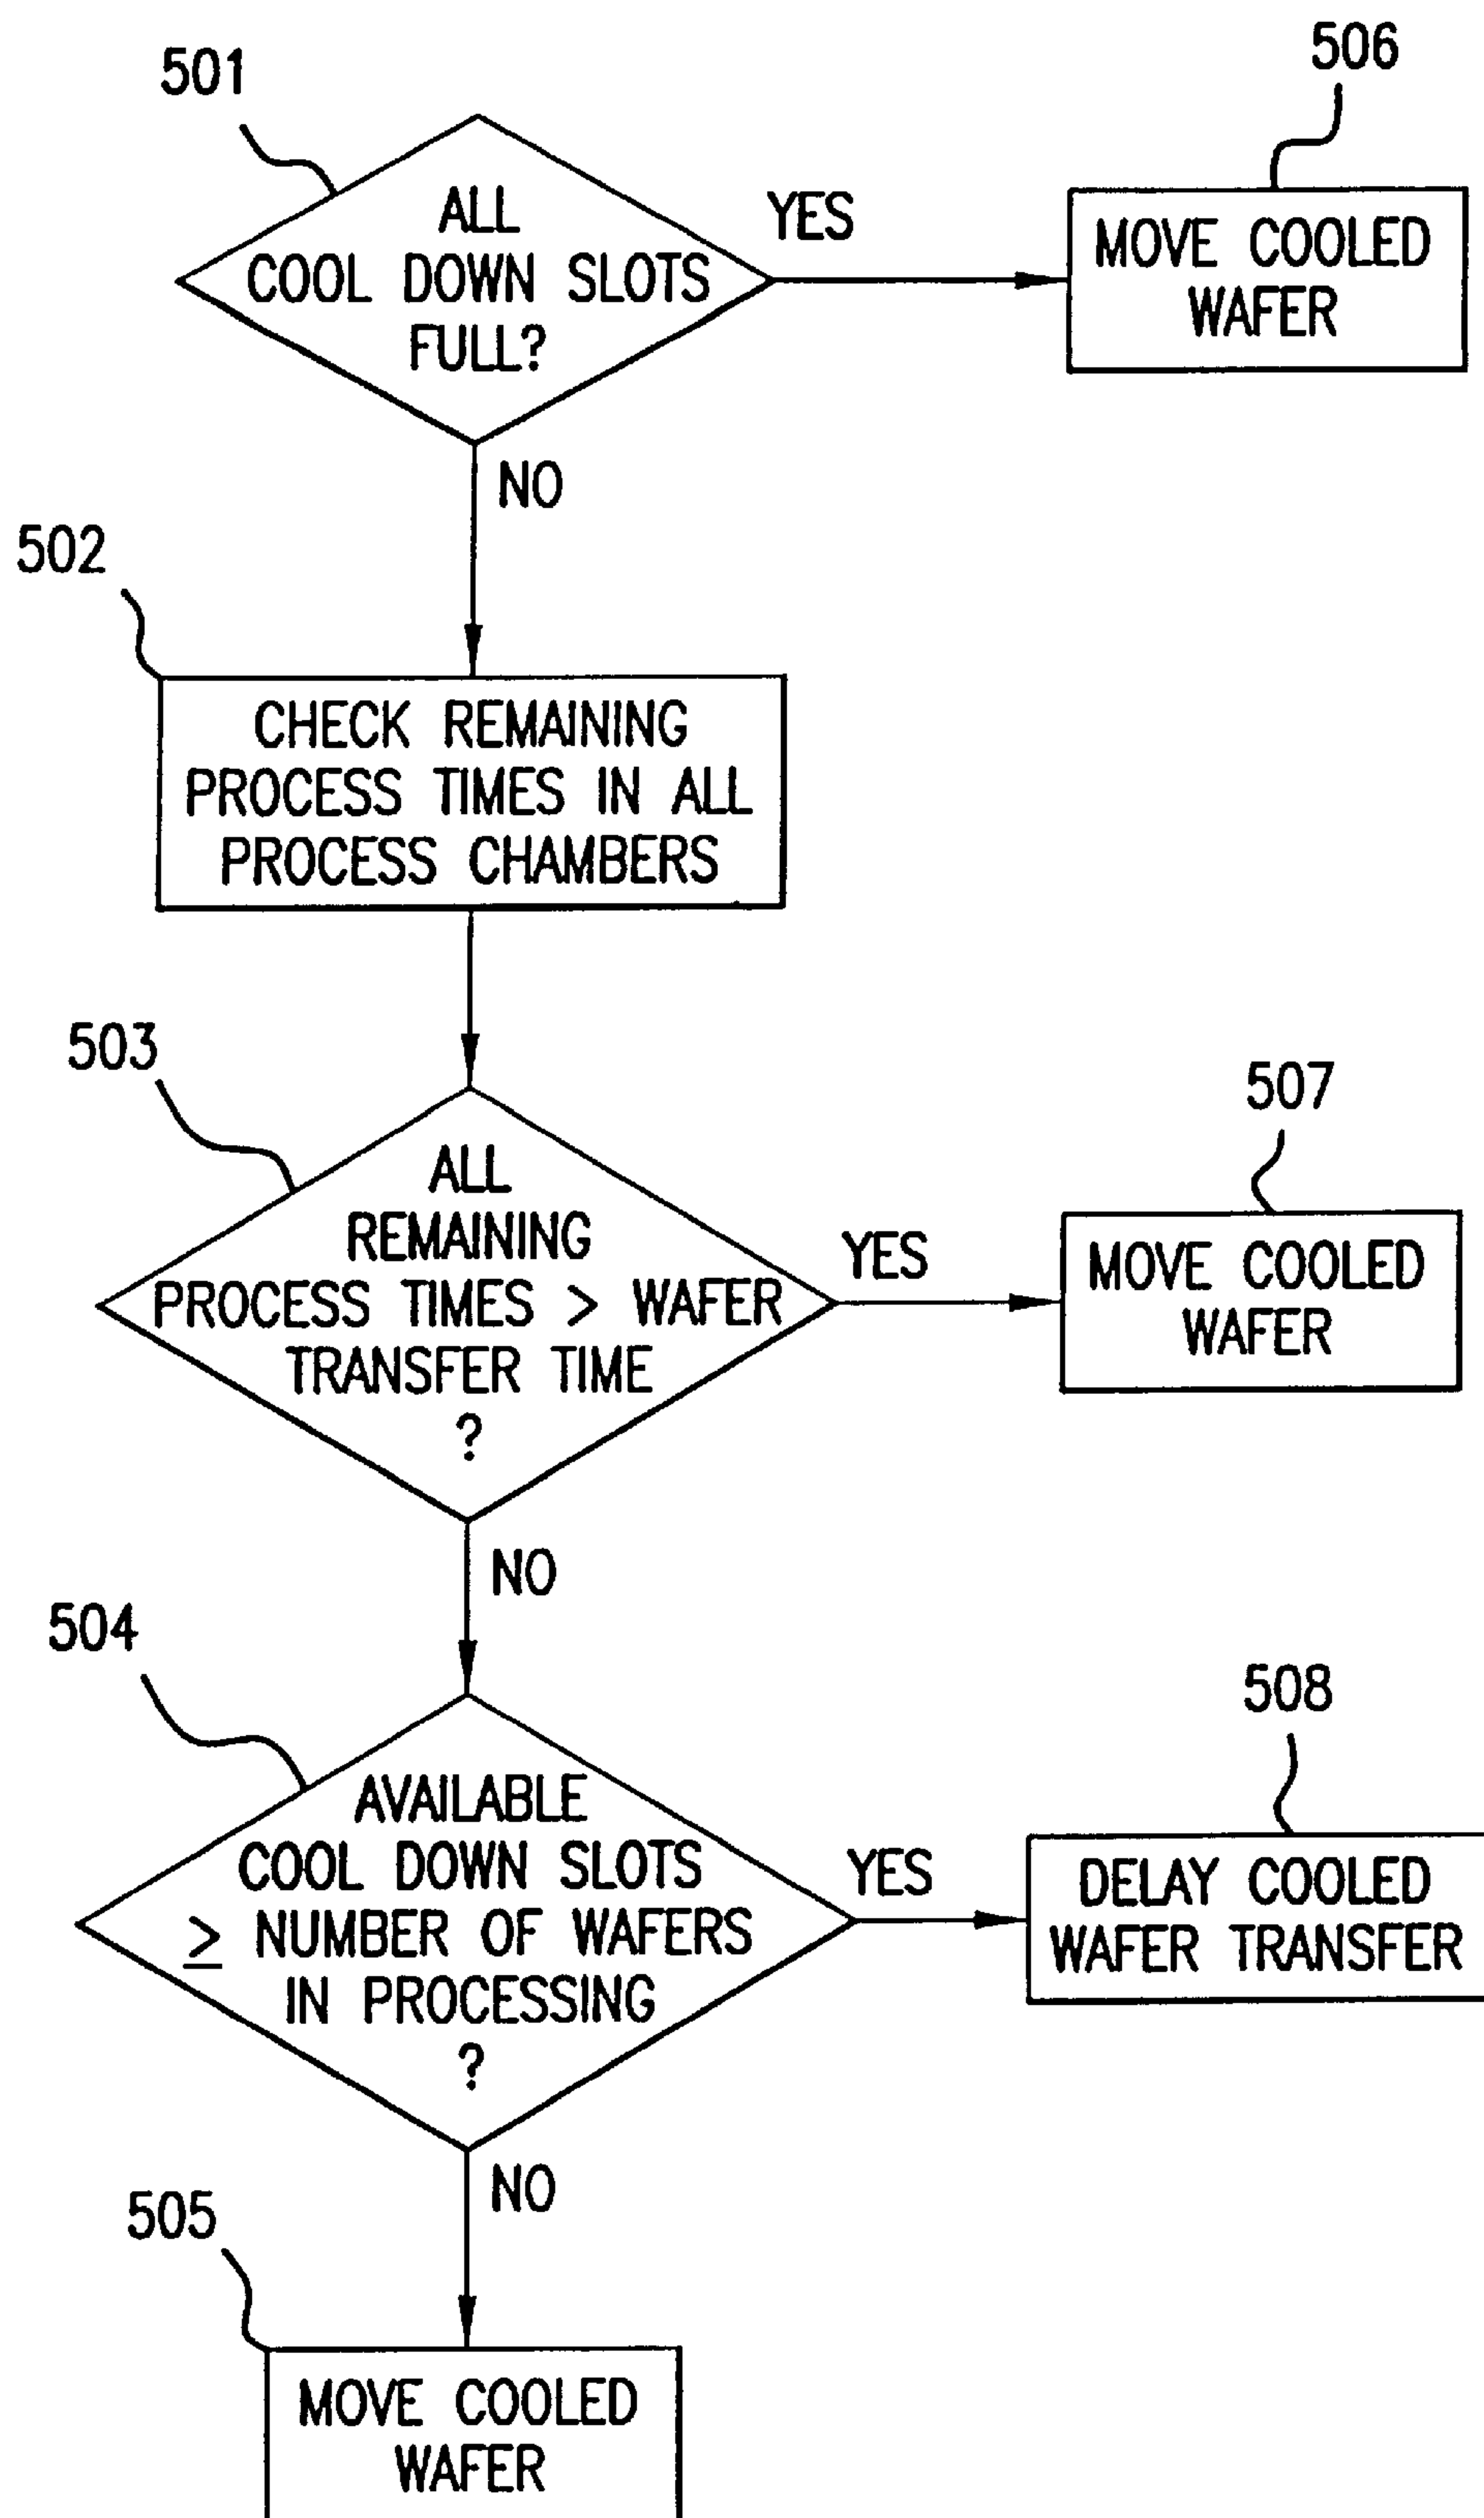 501
506
ALL
COOL DOWN SLOTS
FULL?
YES
MOVE COOLED
WAFER
NO
502
CHECK REMAINING
PROCESS TIMES IN ALL
PROCESS CHAMBERS
503
507
ALL
REMAINING
PROCESS TIMES > WAFER
TRANSFER TIME
?
YES
MOVE COOLED
WAFER
NO
504
508
AVAILABLE
COOL DOWN SLOTS
≥ NUMBER OF WAFERS
IN PROCESSING
?
YES
DELAY COOLED
WAFER TRANSFER
NO
505
MOVE COOLED
WAFER